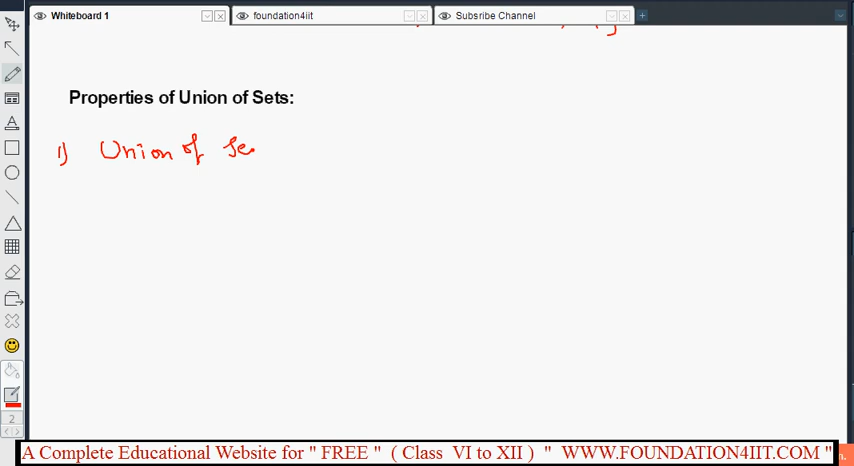 Whiteboard 1
foundation4iit
Subsribe Channel
Properties of Union of Sets:
1) Union of Se
2
A Complete Educational Website for " FREE " ( Class VI to XII ) " WWW.FOUNDATION4IIT.COM "